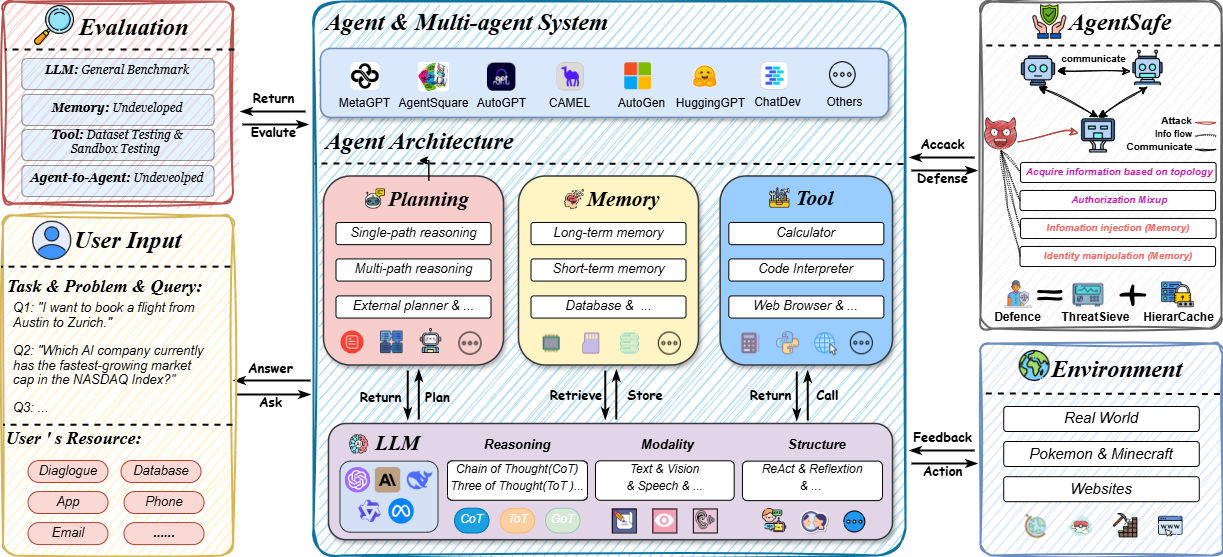 Evaluation
LLM: General Benchmark
Memory: Undeveloped
Tool: Dataset Testing &
Sandbox Testing
Agent-to-Agent: Undeveolped
Return
Evalute
User Input
Task & Problem & Query:
Q1: "I want to book a flight from
Austin to Zurich."
Q2: "Which AI company currently
has the fastest-growing market
cap in the NASDAQ Index?"
Q3: ...
User ' s Resource:
Diaglogue
Database
App
Phone
Email
......
Answer
Ask
Agent & Multi-agent System
MetaGPT
AgentSquare
AutoGPT
CAMEL
AutoGen
HuggingGPT
ChatDev
Others
Agent Architecture
Planning
Single-path reasoning
Multi-path reasoning
External planner & ...
Memory
Long-term memory
Short-term memory
Database & ...
Tool
Calculator
Code Interpreter
Web Browser & ...
Return
Plan
Retrieve
Store
Return
Call
LLM
Reasoning
Chain of Thought(CoT)
Three of Thought(ToT )...
CoT
ToT
GoT
Modality
Text & Vision
& Speech & ...
Structure
ReAct & Reflextion
& ...
Accack
Defense
Feedback
Action
AgentSafe
communicate
Attack
Info flow
Communicate
Acquire information based on topology
Authorization Mixup
Infomation injection (Memory)
Identity manipulation (Memory)
Defence
ThreatSieve
HierarCache
Environment
Real World
Pokemon & Minecraft
Websites
www